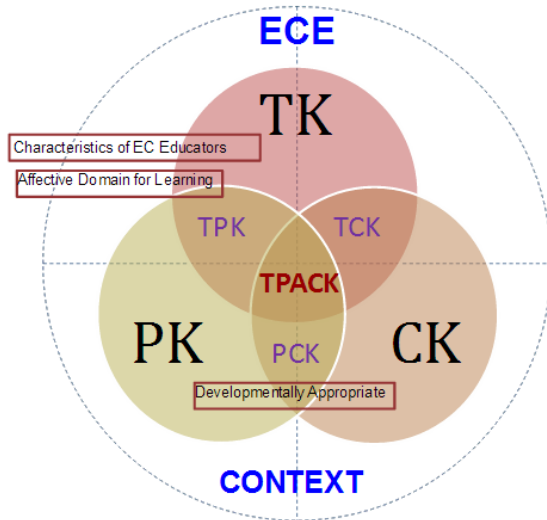 ECE
TK
Characteristics of EC Educators
Affective Domain for Learning
TPK
TCK
TPACK
PK
PCK
CK
Developmentally Appropriate
CONTEXT